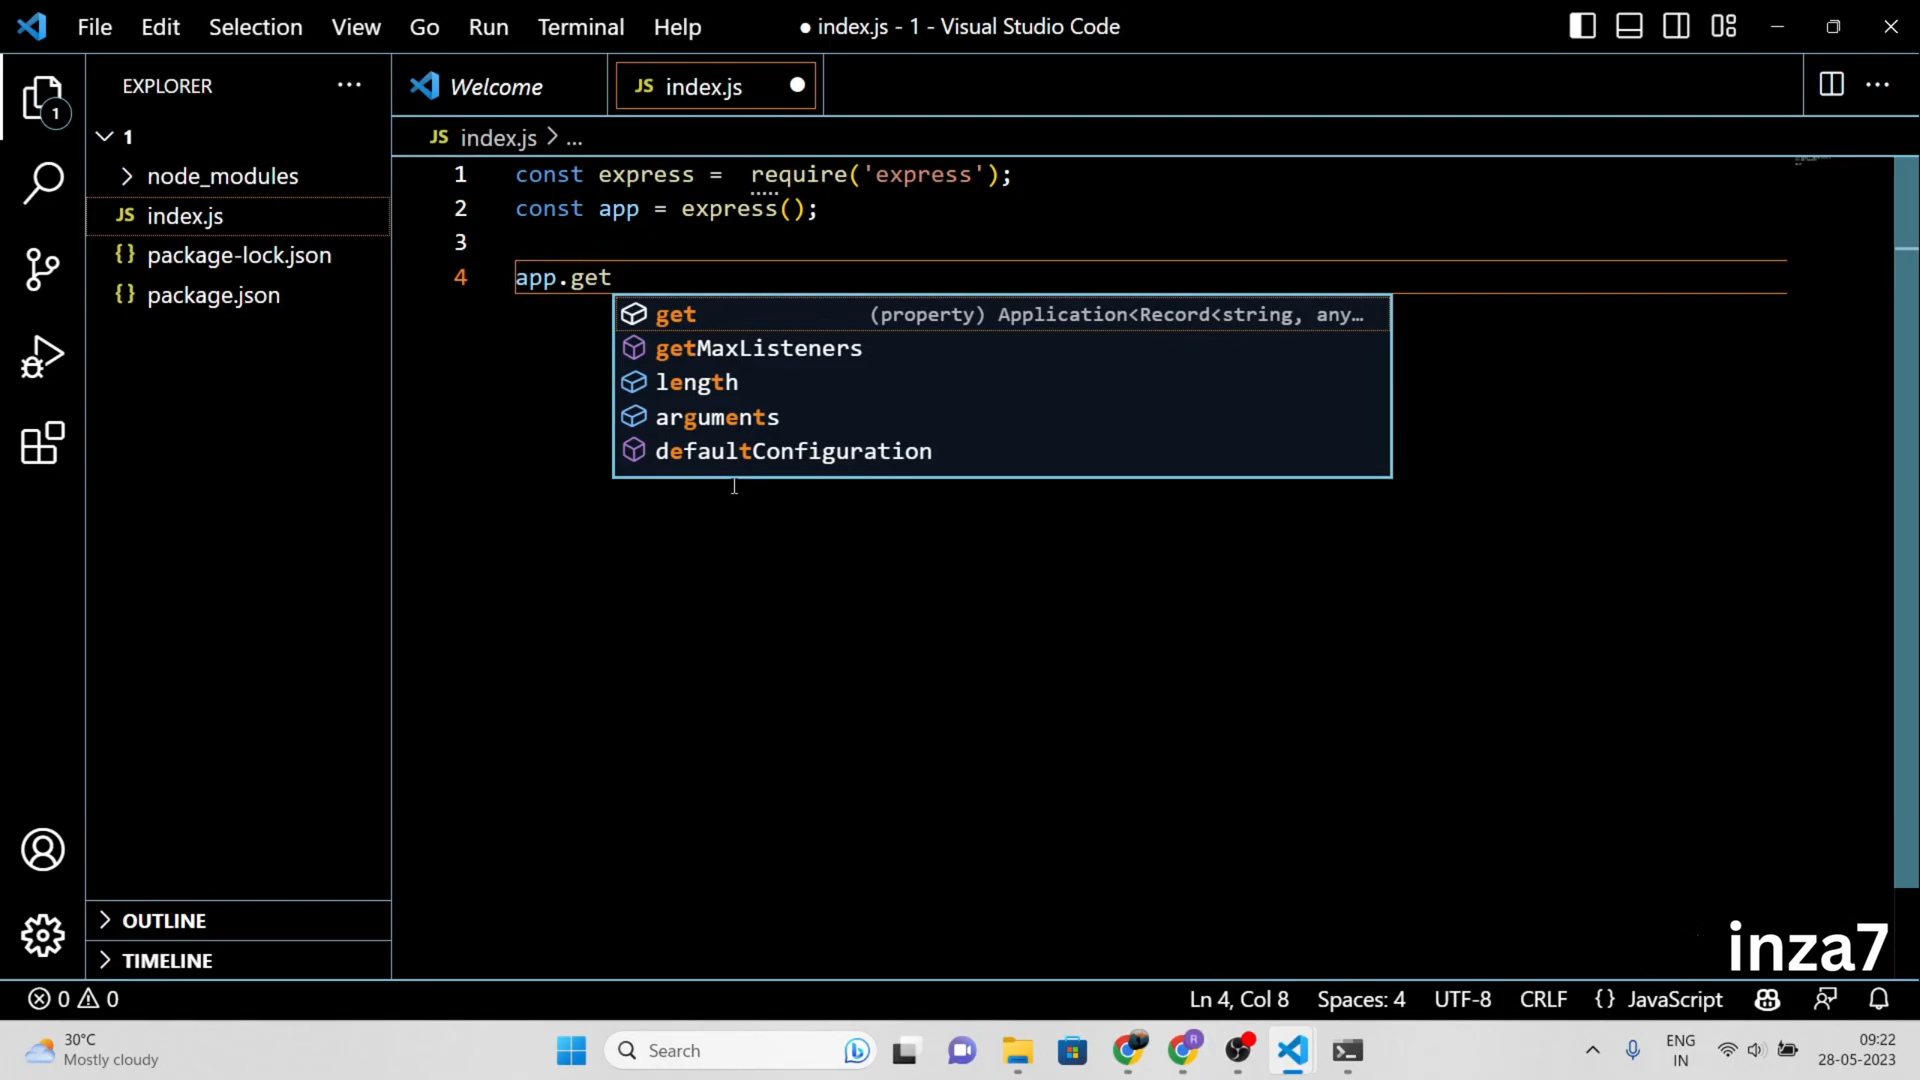 File Edit Selection View Go Run Terminal Help ● index.js - 1 - Visual Studio Code
EXPLORER ...
1
1
node_modules
JS index.js
{} package-lock.json
{} package.json
OUTLINE
TIMELINE
Welcome
JS index.js
JS index.js > ...
1 const express =  require('express');
2 const app = express();
3
4 app.get
get (property) Application<Record<string, any…
getMaxListeners
length
arguments
defaultConfiguration
inza7
0 0
Ln 4, Col 8 Spaces: 4 UTF-8 CRLF {} JavaScript
30°C
Mostly cloudy
Search
R
ENG
IN
09:22
28-05-2023